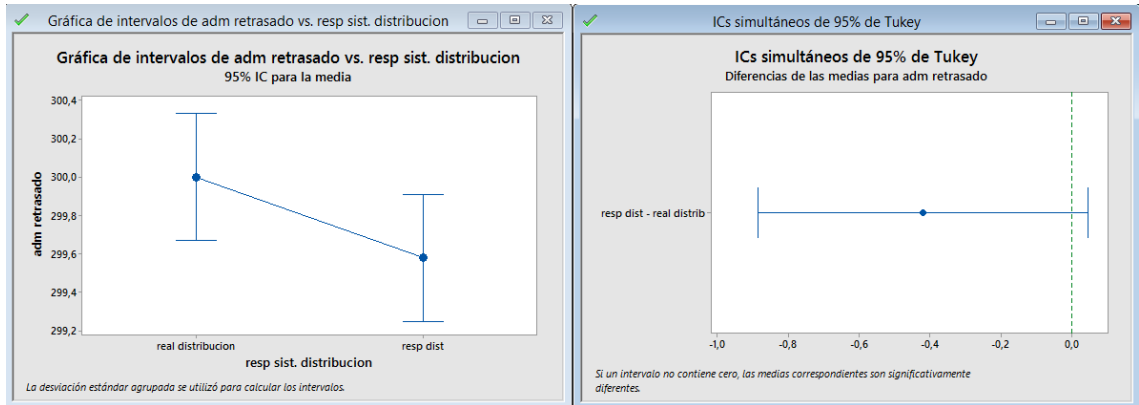 Gráfica de intervalos de adm retrasado vs. resp sist. distribucion
Gráfica de intervalos de adm retrasado vs. resp sist. distribucion
95% IC para la media
300,4
300,2
300,0
299,8
299,6
299,4
299,2
adm retrasado
real distribucion
resp dist
resp sist. distribucion
La desviación estándar agrupada se utilizó para calcular los intervalos.
ICs simultáneos de 95% de Tukey
ICs simultáneos de 95% de Tukey
Diferencias de las medias para adm retrasado
resp dist - real distrib
-1,0
-0,8
-0,6
-0,4
-0,2
0,0
Si un intervalo no contiene cero, las medias correspondientes son significativamente
diferentes.